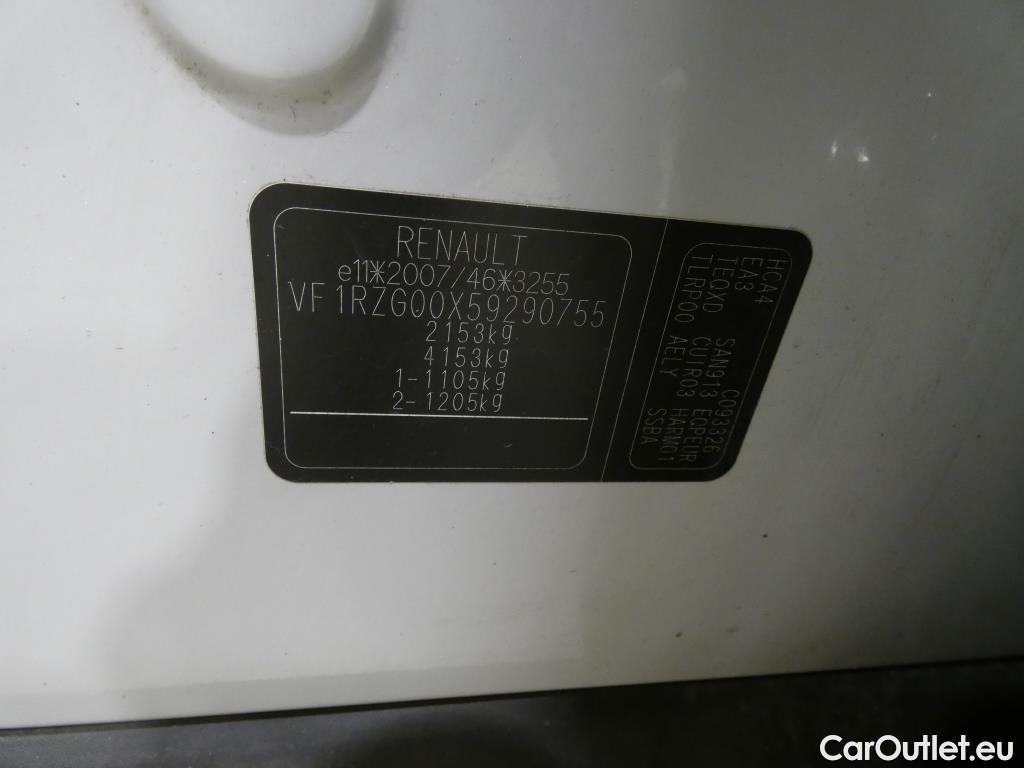 RENAULT
e11*2007/46*3255
VF1RZG00X59290755
2153kg
4153kg
1-1105kg
2-1205kg
HCA4 C093326
EA3 SAN913 EQPEUR
TEQXD CUIR03 HARM01
TLRP00 AELY SSBA
CarOutlet.eu